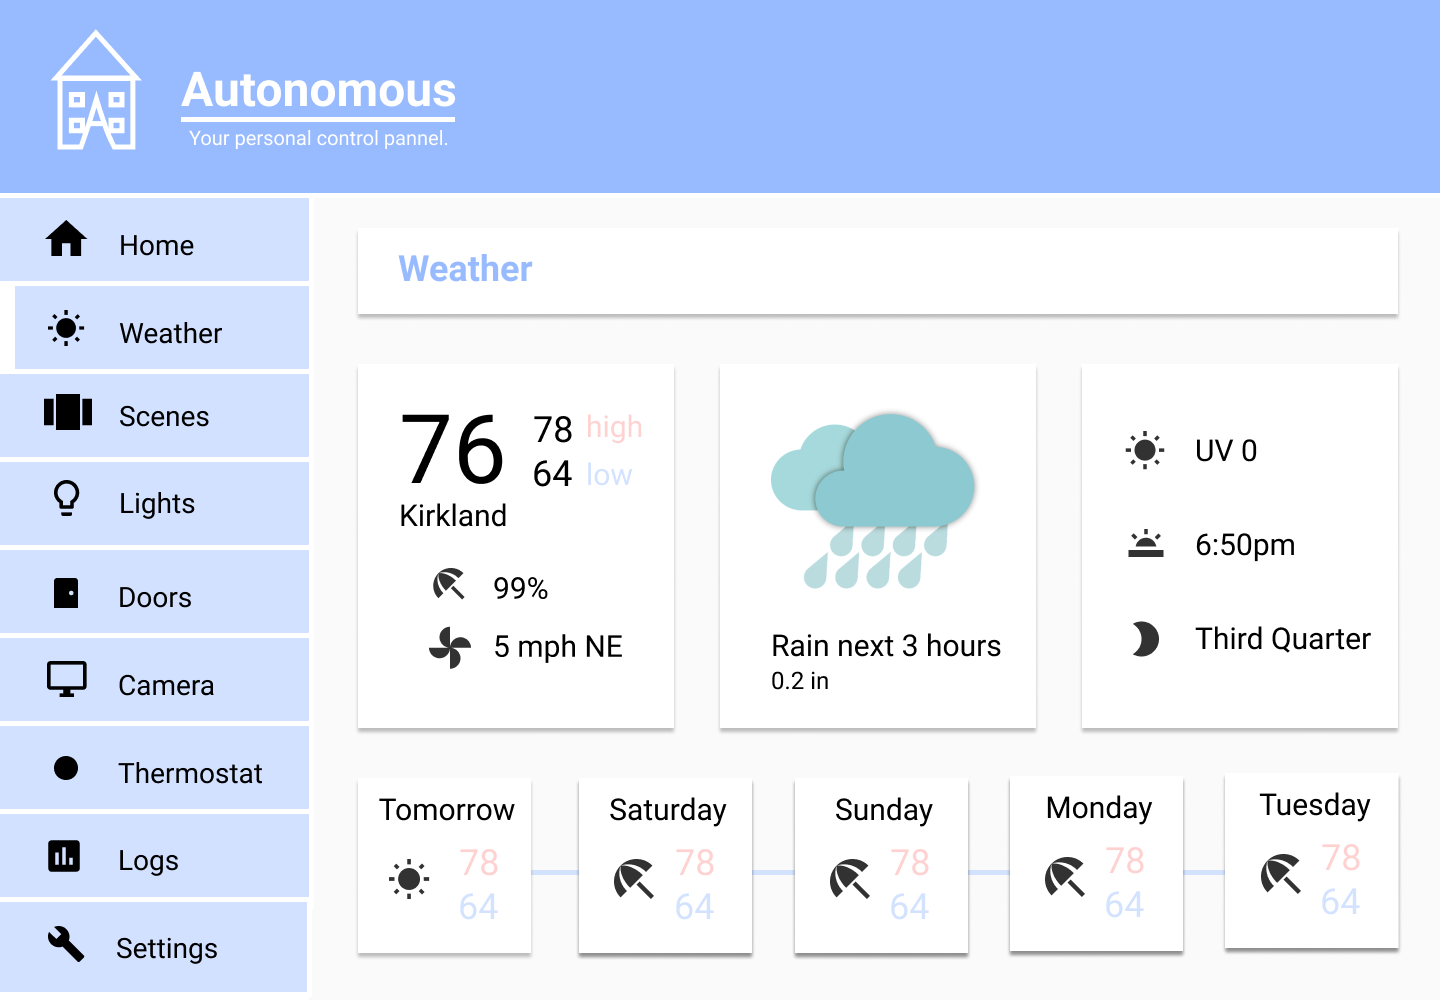 Autonomous
Your personal control pannel.
Home
Weather
Scenes
Lights
Doors
Camera
Thermostat
Logs
Settings
Weather
76
78 high
64 low
Kirkland
99%
5 mph NE
Rain next 3 hours
0.2 in
UV 0
6:50pm
Third Quarter
Tomorrow
78
64
Saturday
78
64
Sunday
78
64
Monday
78
64
Tuesday
78
64